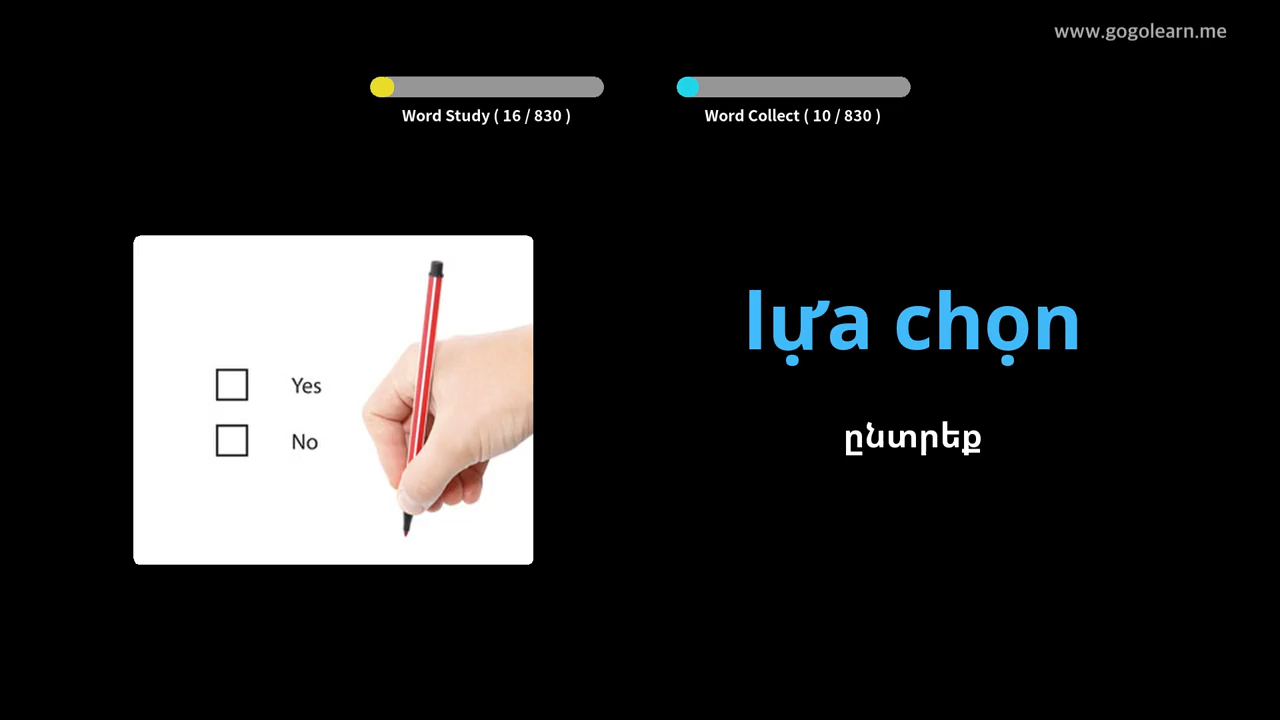 www.gogolearn.me
Word Study ( 16 / 830 )
Word Collect ( 10 / 830 )
Yes
No
lựa chọn
ընտրեք